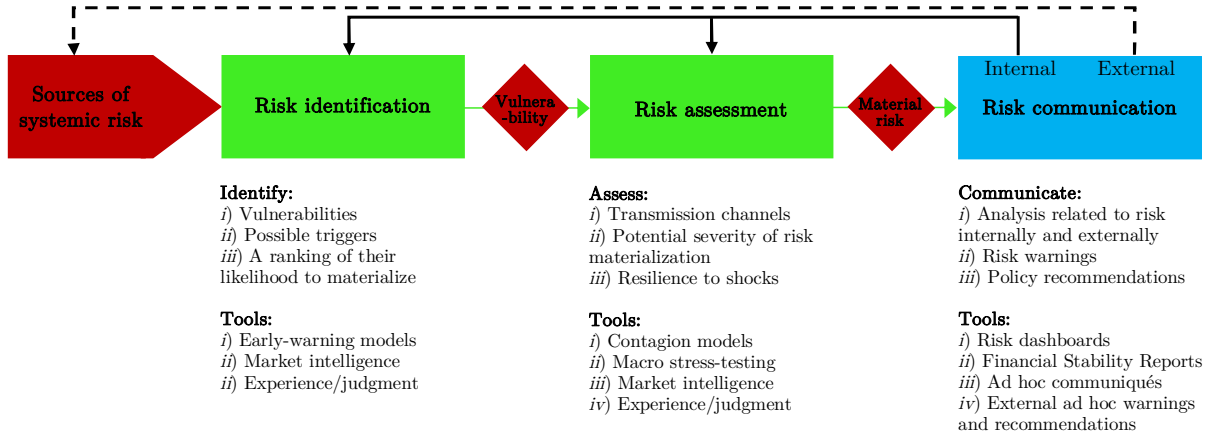 Internal External
Sources of
systemic risk
Risk identification
Vulnera
-bility
Risk assessment
Material
risk
Risk communication
Identify:
i) Vulnerabilities
ii) Possible triggers
iii) A ranking of their
likelihood to materialize
Tools:
i) Early-warning models
ii) Market intelligence
ii) Experience/judgment
Assess:
i) Transmission channels
ii) Potential severity of risk
materialization
iii) Resilience to shocks
Tools:
i) Contagion models
ii) Macro stress-testing
iii) Market intelligence
iv) Experience/judgment
Communicate:
i) Analysis related to risk
internally and externally
ii) Risk warnings
iii) Policy recommendations
Tools:
i) Risk dashboards
ii) Financial Stability Reports
iii) Ad hoc communiqués
iv) External ad hoc warnings
and recommendations